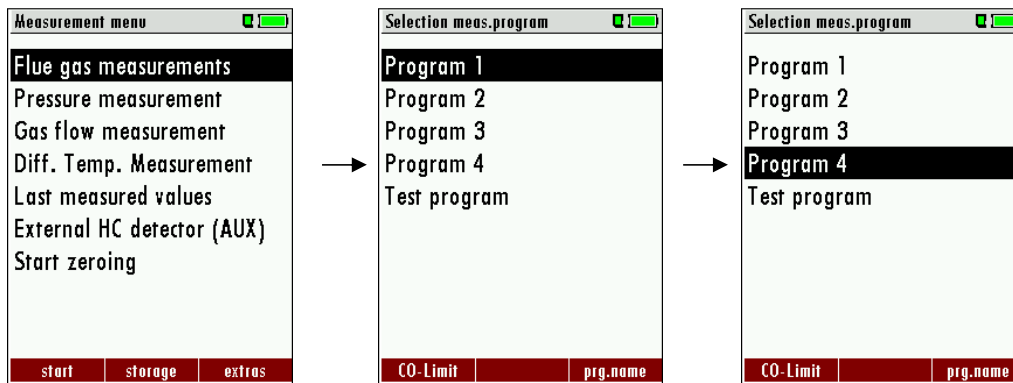 Measurement menu
Flue gas measurements
Pressure measurement
Gas flow measurement
Diff. Temp. Measurement
Last measured values
External HC detector (AUX)
Start zeroing
start storage extras
Selection meas.program
Program 1
Program 2
Program 3
Program 4
Test program
CO-Limit prg.name
Selection meas.program
Program 1
Program 2
Program 3
Program 4
Test program
CO-Limit prg.name